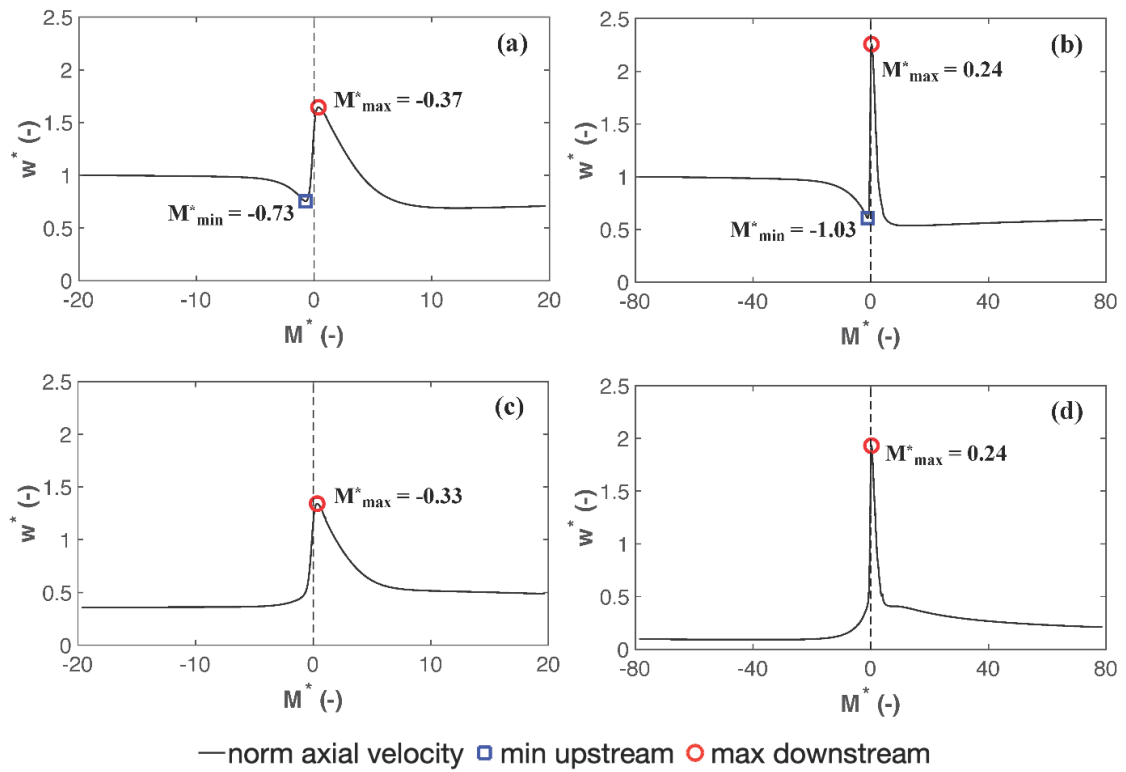 (a)
2.5
2
1.5
1
0.5
0
w* (-)
M*max = -0.37
M*min = -0.73
-20
-10
0
10
20
M* (-)
(b)
2.5
2
1.5
1
0.5
0
w* (-)
M*max = 0.24
M*min = -1.03
-80
-40
0
40
80
M* (-)
(c)
2.5
2
1.5
1
0.5
0
w* (-)
M*max = -0.33
-20
-10
0
10
20
M* (-)
(d)
2.5
2
1.5
1
0.5
0
w* (-)
M*max = 0.24
-80
-40
0
40
80
M* (-)
norm axial velocity min upstream max downstream